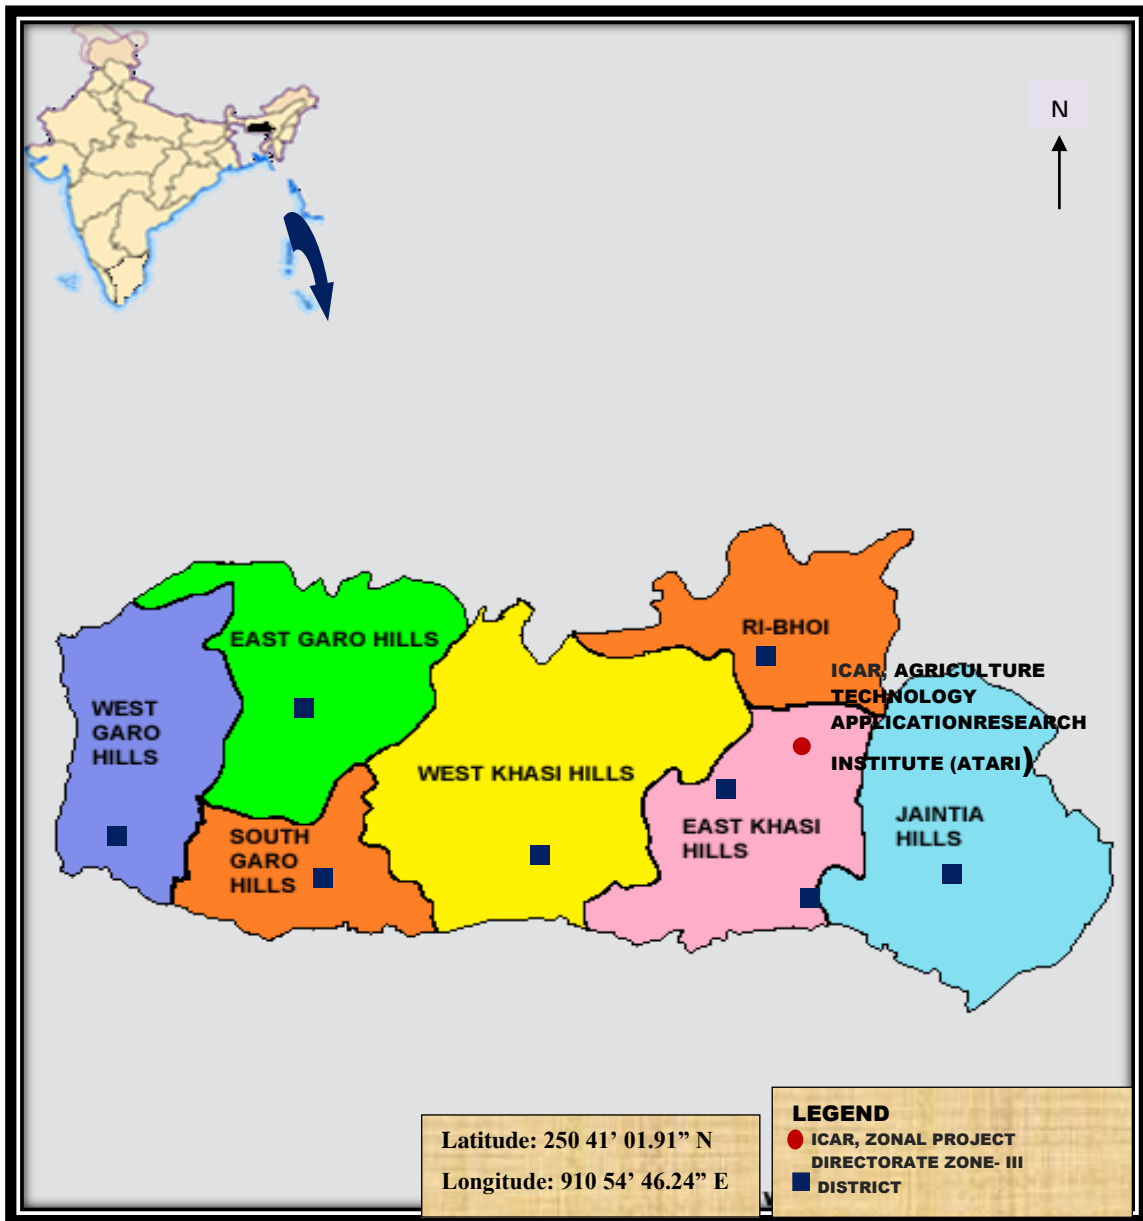 N
EAST GARO HILLS
RI-BHOI
WEST
GARO
HILLS
ICAR, AGRICULTURE
TECHNOLOGY
APPLICATIONRESEARCH
INSTITUTE (ATARI)
WEST KHASI HILLS
SOUTH
GARO
HILLS
EAST KHASI
HILLS
JAINTIA
HILLS
Latitude: 250 41’ 01.91” N
Longitude: 910 54’ 46.24” E
LEGEND
ICAR, ZONAL PROJECT
DIRECTORATE ZONE- III
DISTRICT